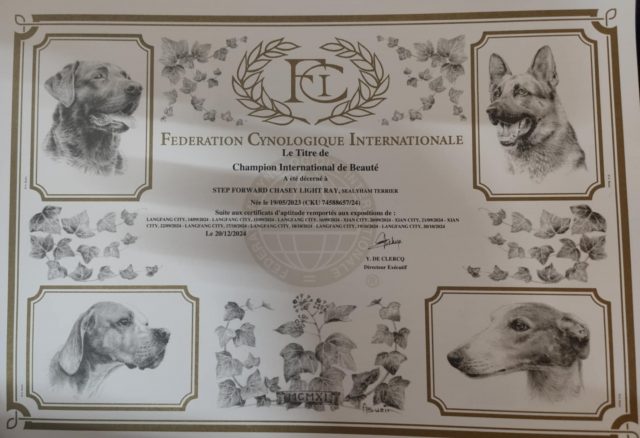 FCI
FEDERATION CYNOLOGIQUE INTERNATIONALE
Le Titre de
Champion International de Beauté
A été décerné à
STEP FORWARD CHASEY LIGHT RAY, SEALYHAM TERRIER
Née le 19/05/2023 (CKU 74588657/24)
Suite aux certificats d'aptitude remportés aux expositions de :
LANGFANG CITY, 14/09/2024 - LANGFANG CITY, 15/09/2024 - LANGFANG CITY, 16/09/2024 - XIAN CITY, 20/09/2024 - XIAN CITY, 21/09/2024 - XIAN
CITY, 22/09/2024 - LANGFANG CITY, 17/10/2024 - LANGFANG CITY, 18/10/2024 - LANGFANG CITY, 19/10/2024 - LANGFANG CITY, 20/10/2024
Le 20/12/2024
Y. DE CLERCQ
Directeur Exécutif
MCMXI